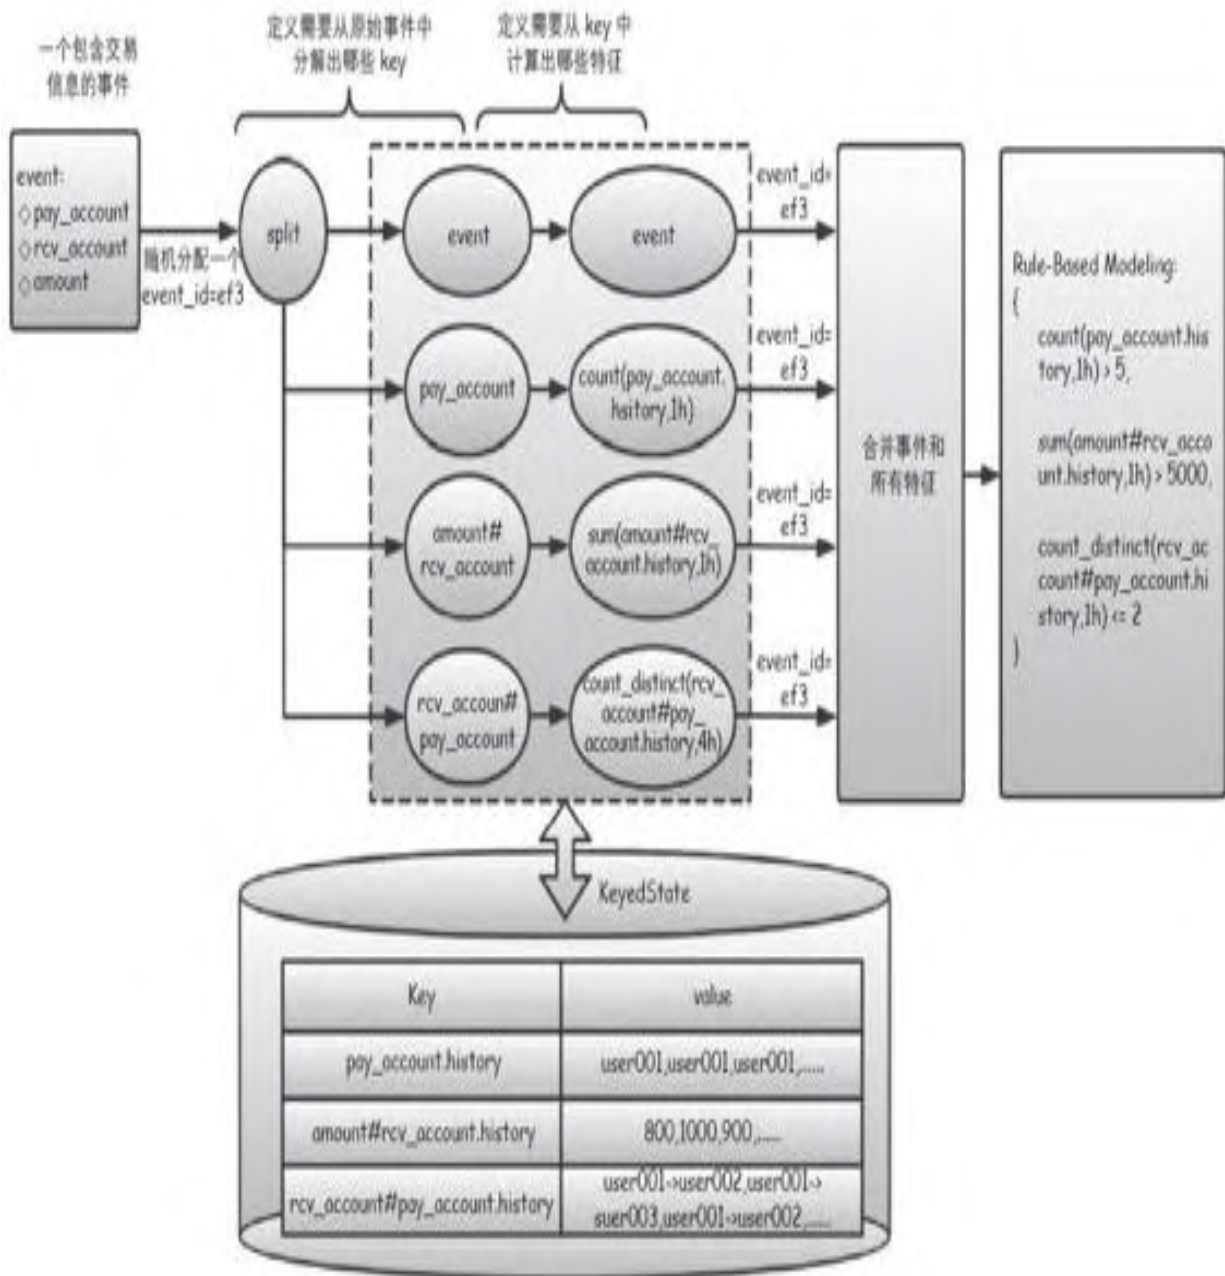 定义需要从原始事件中
分解出哪些 key
定义需要从 key 中
计算出哪些特征
一个包含交易
信息的事件
event:
◇pay_account
◇rcv_account
◇amount
随机分配一个
event_id=ef3
split
event
event
event_id=
ef3
pay_account
count(pay_account.
hsitory,1h)
event_id=
ef3
amount#
rcv_account
sum(amount#rcv_
account.history,1h)
event_id=
ef3
rcv_accoun#
pay_account
count_distinct(rcv_
account#pay_
account.history,4h)
event_id=
ef3
合并事件和
所有特征
Rule-Based Modeling:
{
count(pay_account.his
tory,1h) > 5,
sum(amount#rcv_acco
unt.history,1h) > 5000,
count_distinct(rcv_ac
count#pay_account.hi
story,1h) <= 2
}
KeyedState
Key
value
pay_account.history
user001,user001,user001,......
amount#rcv_account.history
800,1000,900,......
rcv_account#pay_account.history
user001->user002,user001->
suer003,user001->user002,......